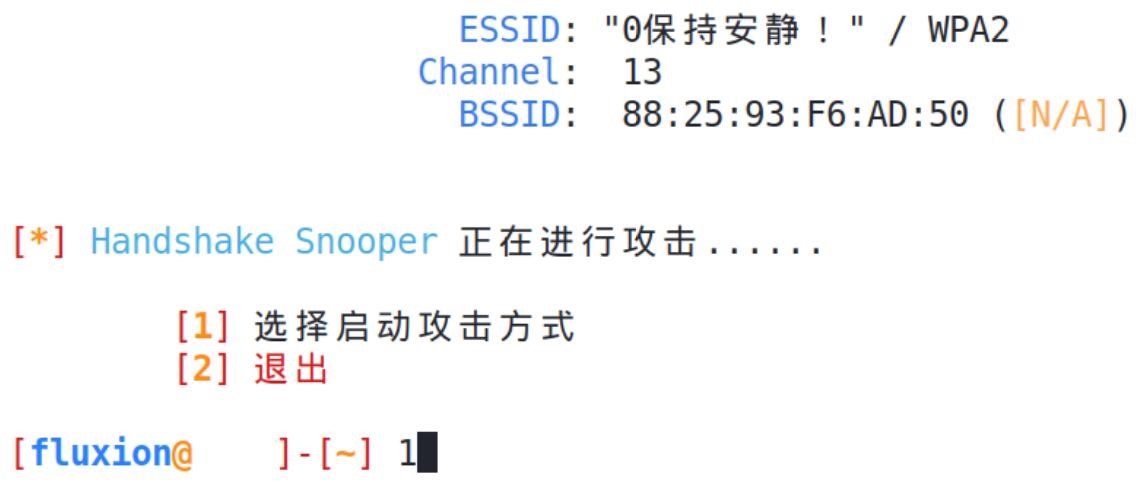 ESSID: "0保持安静！" / WPA2
Channel: 13
BSSID: 88:25:93:F6:AD:50 ([N/A])
[*] Handshake Snooper 正在进行攻击......
[1] 选择启动攻击方式
[2] 退出
[fluxion@ ]-[~] 1